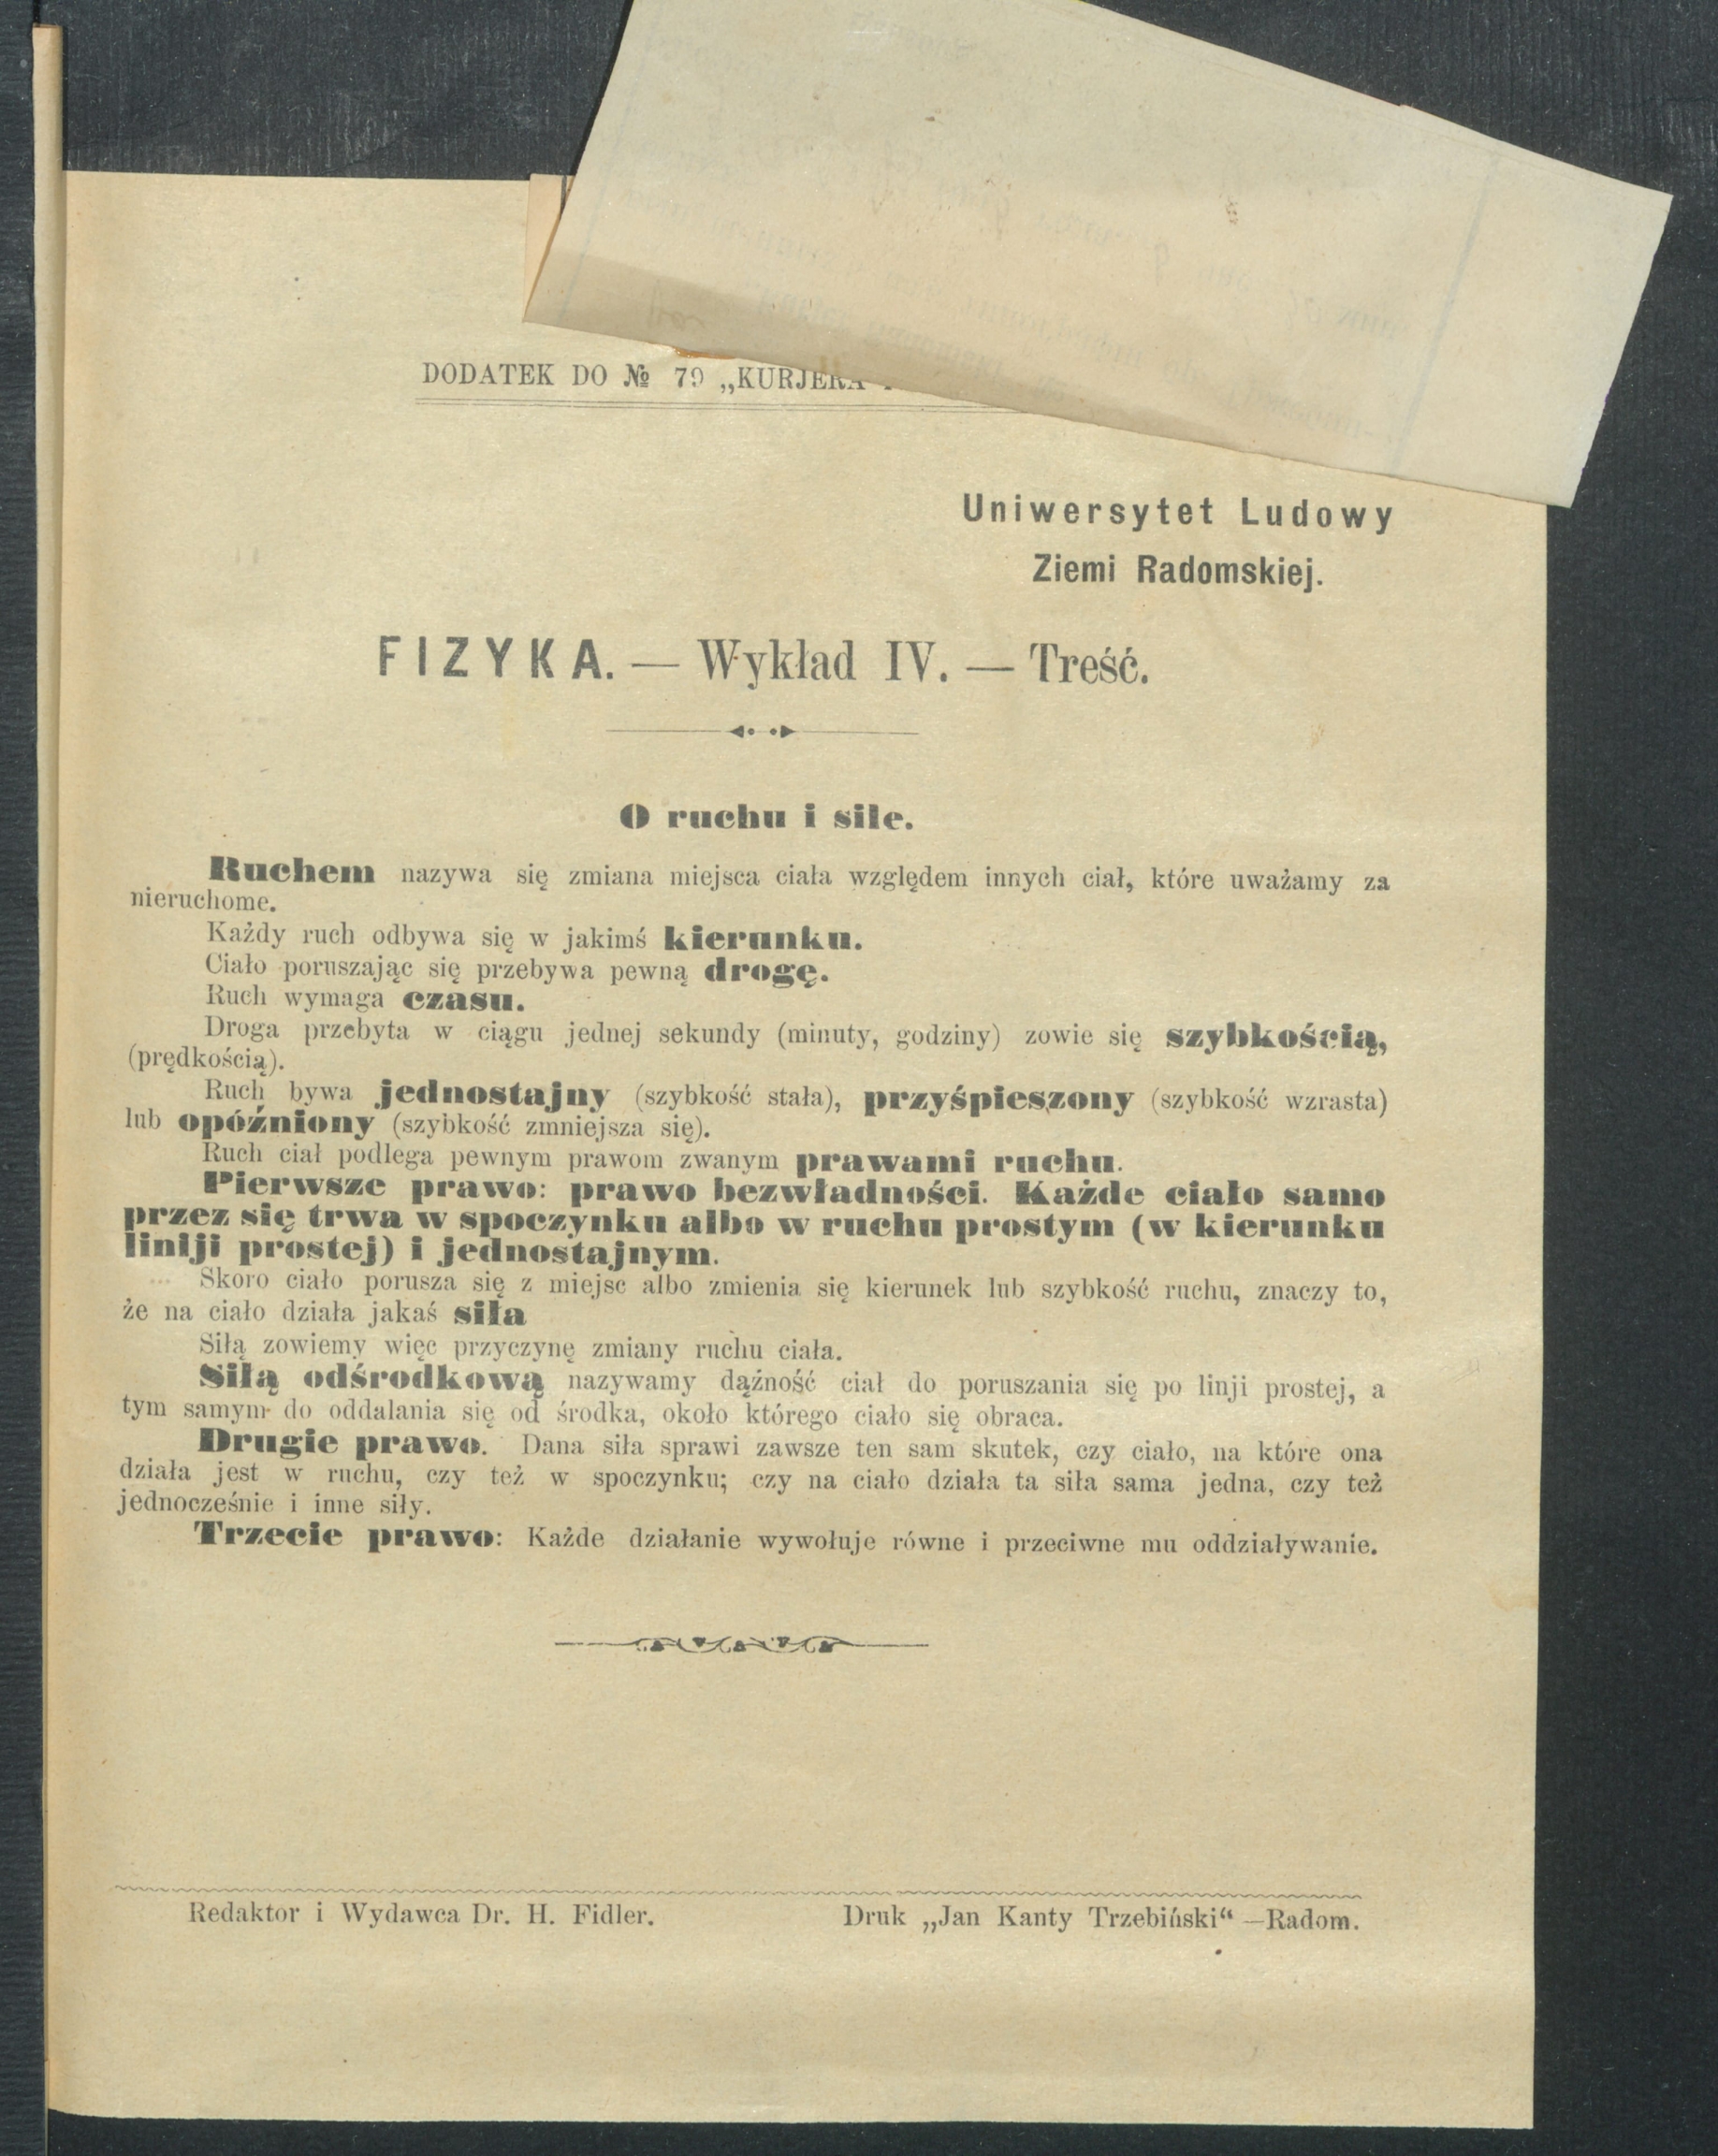 DODATEK DO № 79 „KURJERA
Uniwersytet Ludowy
Ziemi Radomskiej.
FIZYKA. — Wykład IV. — Treść.
O ruchu i sile.
Ruchem nazywa się zmiana miejsca ciała względem innych ciał, które uważamy za
nieruchome.
Każdy ruch odbywa się w jakimś kierunku.
Ciało poruszając się przebywa pewną drogę.
Ruch wymaga czasu.
Droga przebyta w ciągu jednej sekundy (minuty, godziny) zowie się szybkością,
(prędkością).
Ruch bywa jednostajny (szybkość stała), przyśpieszony (szybkość wzrasta)
lub opóźniony (szybkość zmniejsza się).
Ruch ciał podlega pewnym prawom zwanym prawami ruchu.
Pierwsze prawo: prawo bezwładności. Każde ciało samo
przez się trwa w spoczynku albo w ruchu prostym (w kierunku
liniji prostej) i jednostajnym.
Skoro ciało porusza się z miejsc albo zmienia się kierunek lub szybkość ruchu, znaczy to,
że na ciało działa jakaś siła
Siłą zowiemy więc przyczynę zmiany ruchu ciała.
Siłą odśrodkową nazywamy dążność ciał do poruszania się po linji prostej, a
tym samym do oddalania się od środka, około którego ciało się obraca.
Drugie prawo. Dana siła sprawi zawsze ten sam skutek, czy ciało, na które ona
działa jest w ruchu, czy też w spoczynku; czy na ciało działa ta siła sama jedna, czy też
jednocześnie i inne siły.
Trzecie prawo: Każde działanie wywołuje równe i przeciwne mu oddziaływanie.
Redaktor i Wydawca Dr. H. Fidler.
Druk „Jan Kanty Trzebiński“ —Radom.